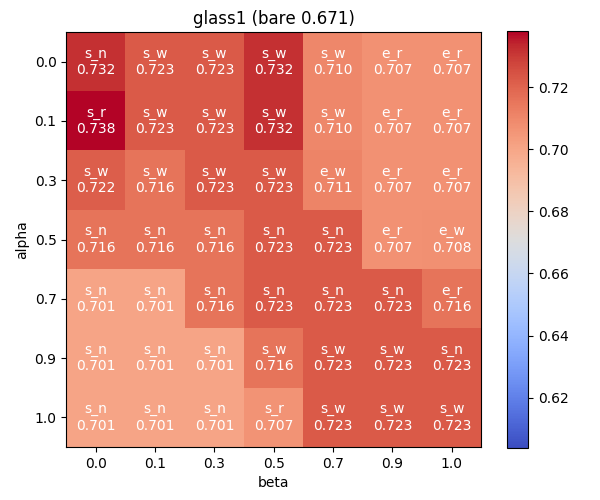 glass1 (bare 0.671)
0.0 s_n s_w s_w s_w s_w e_r e_r
0.732 0.723 0.723 0.732 0.710 0.707 0.707
0.1 s_r s_w s_w s_w s_w e_r e_r
0.738 0.723 0.723 0.732 0.710 0.707 0.707
0.3 s_w s_w s_w s_w e_w e_r e_r
0.722 0.716 0.723 0.723 0.711 0.707 0.707
0.5 s_n s_n s_n s_n s_n e_r e_w
0.716 0.716 0.716 0.723 0.723 0.707 0.708
0.7 s_n s_n s_n s_n s_n s_n e_r
0.701 0.701 0.716 0.723 0.723 0.723 0.716
0.9 s_n s_n s_n s_w s_w s_w s_n
0.701 0.701 0.701 0.716 0.723 0.723 0.723
1.0 s_n s_n s_n s_r s_w s_w s_w
0.701 0.701 0.701 0.707 0.723 0.723 0.723
alpha
0.0 0.1 0.3 0.5 0.7 0.9 1.0
beta
0.72
0.70
0.68
0.66
0.64
0.62